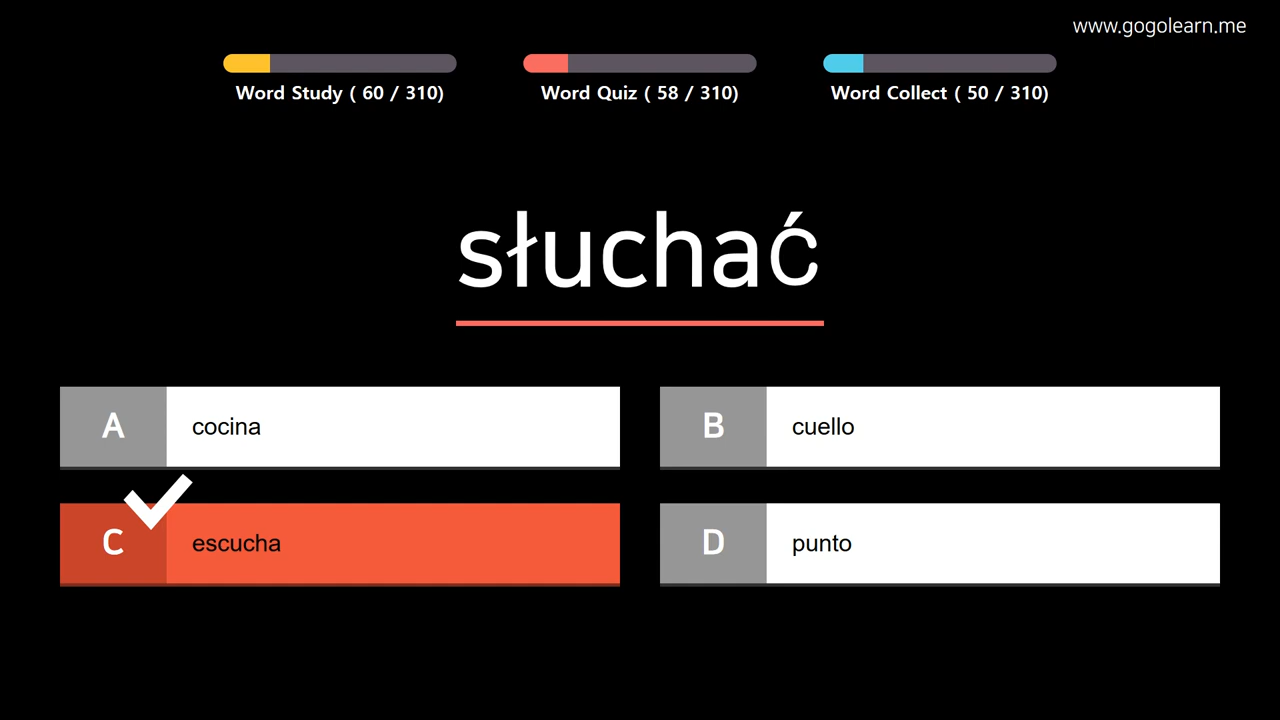 www.gogolearn.me
Word Study ( 60 / 310)
Word Quiz ( 58 / 310)
Word Collect ( 50 / 310)
słuchać
A cocina
B cuello
C escucha
D punto